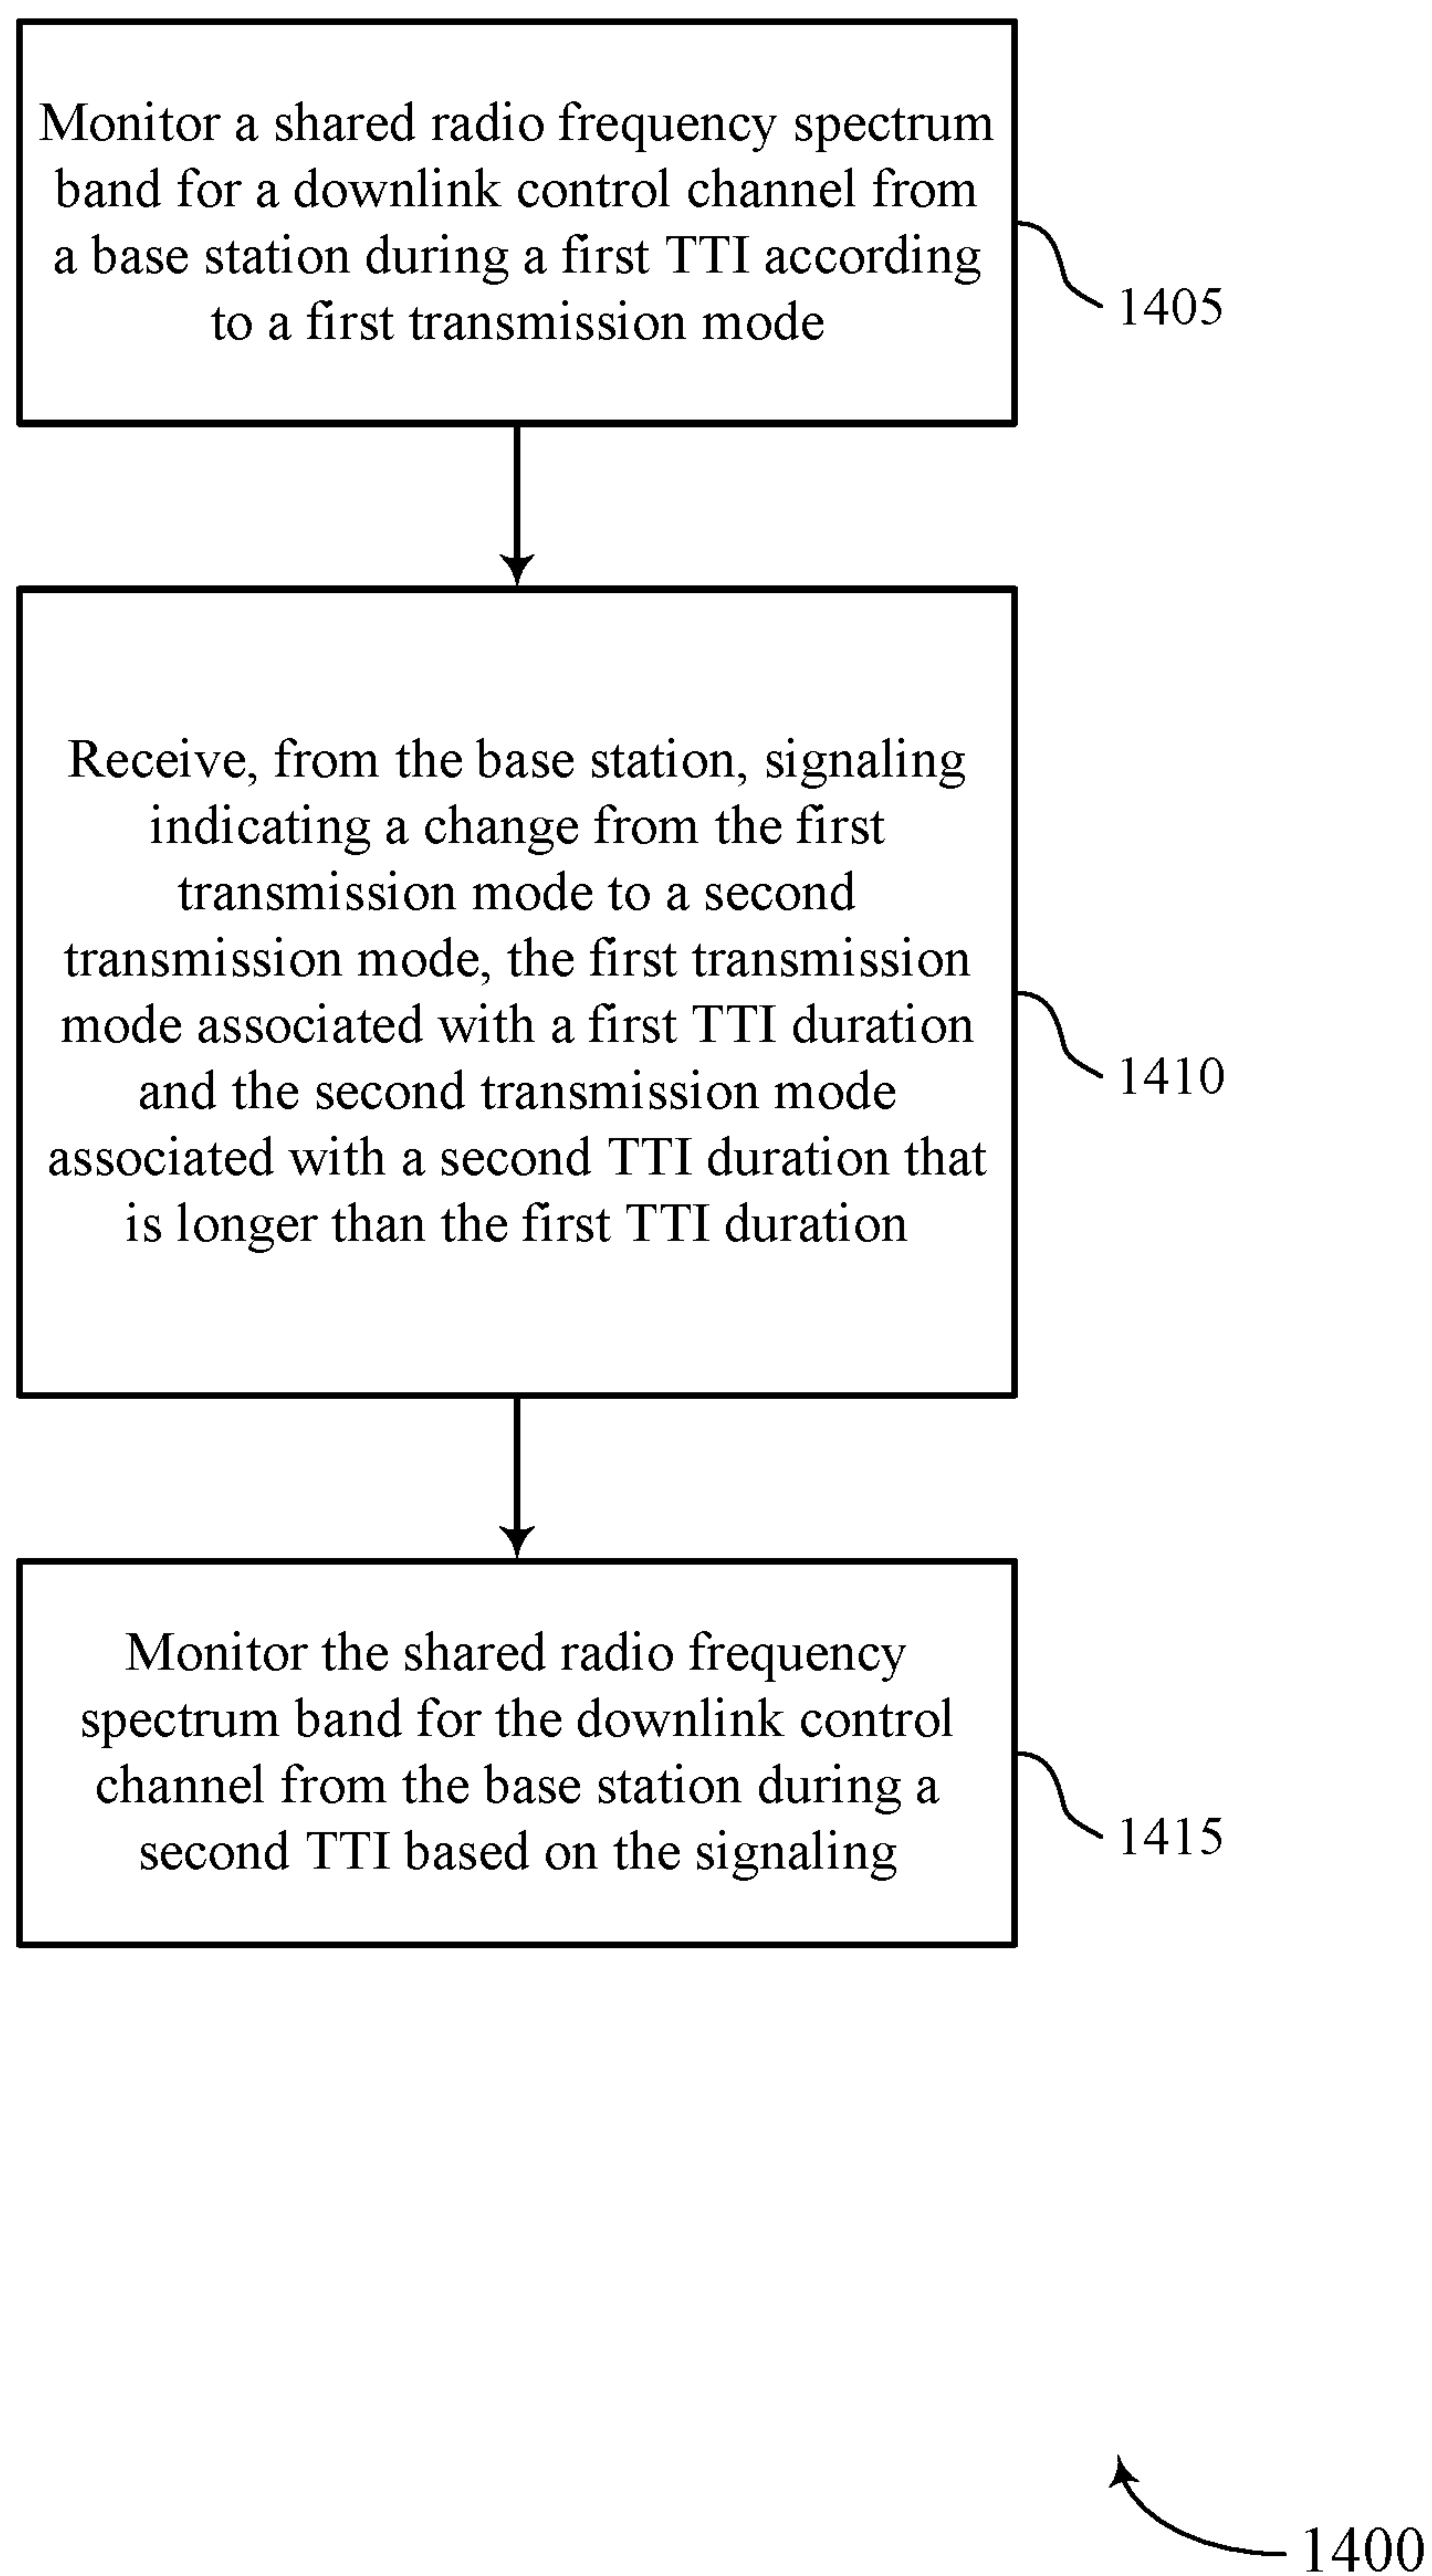 Monitor a shared radio frequency spectrum
band for a downlink control channel from
a base station during a first TTI according
to a first transmission mode
1405
Receive, from the base station, signaling
indicating a change from the first
transmission mode to a second
transmission mode, the first transmission
mode associated with a first TTI duration
and the second transmission mode
associated with a second TTI duration that
is longer than the first TTI duration
1410
Monitor the shared radio frequency
spectrum band for the downlink control
channel from the base station during a
second TTI based on the signaling
1415
1400